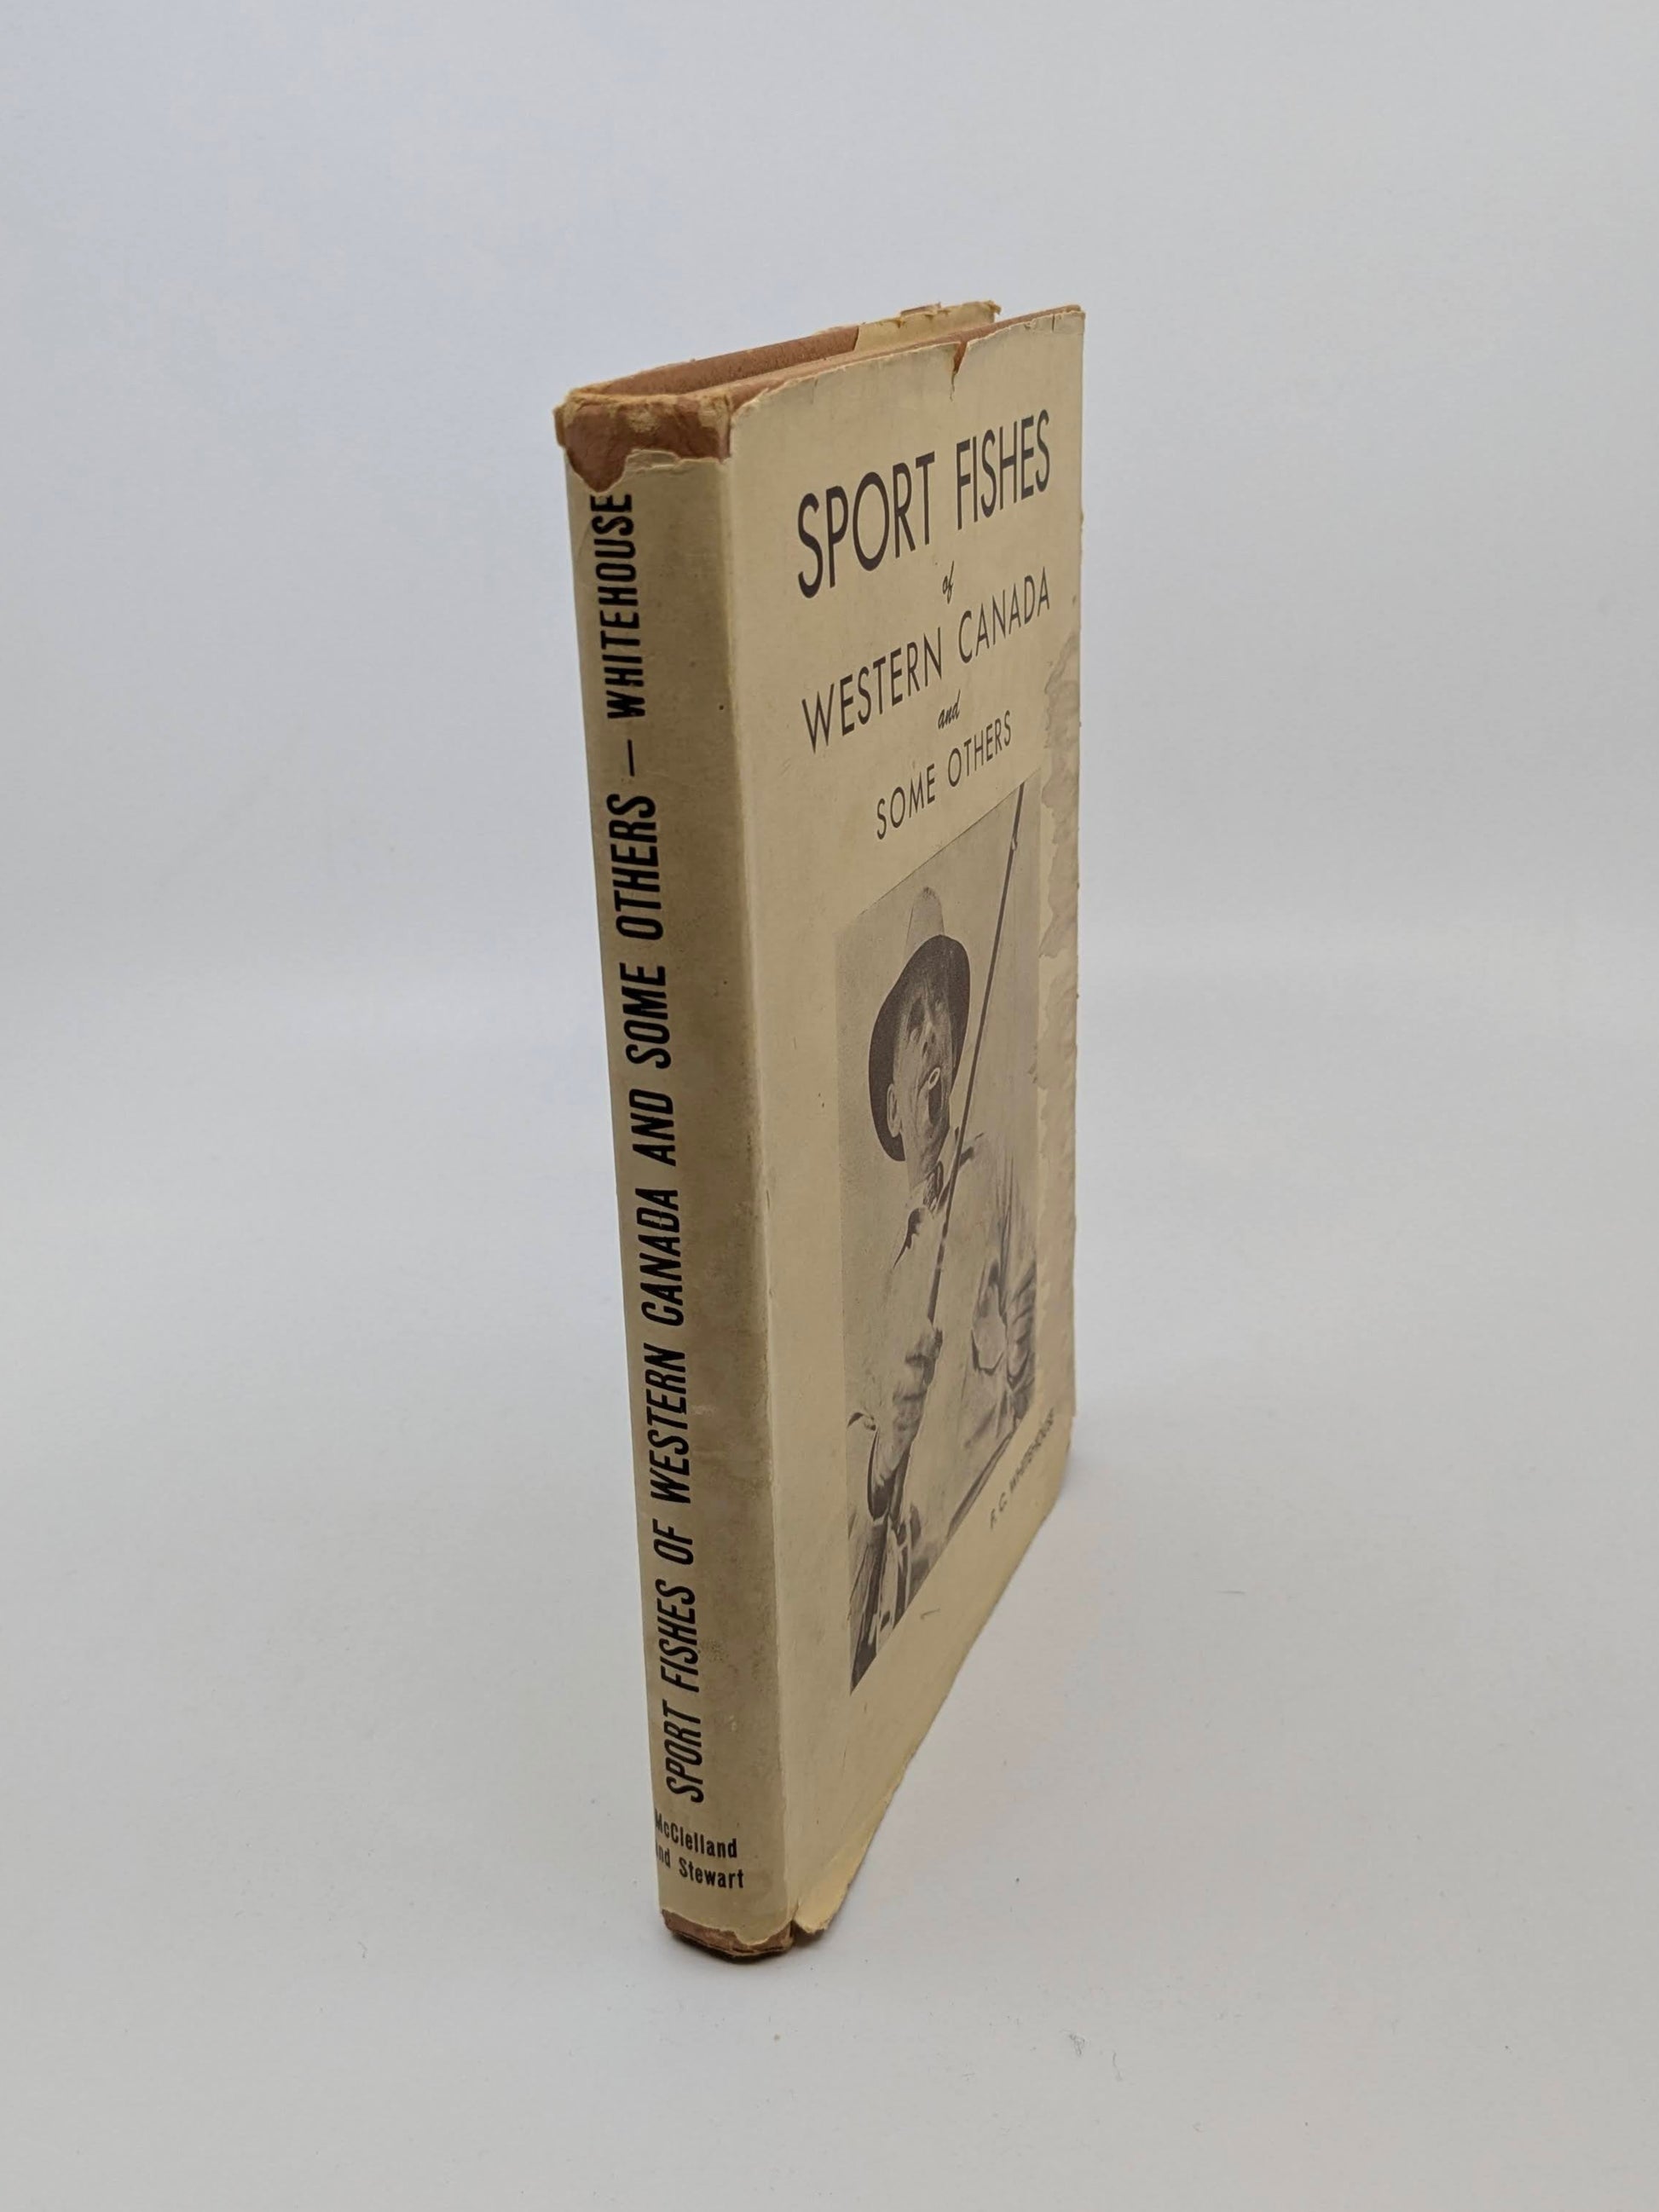 SPORT FISHES OF WESTERN CANADA AND SOME OTHERS — WHITEHOUSE
McClelland
and Stewart
SPORT FISHES
of
WESTERN CANADA
and
SOME OTHERS
F. C. WHITEHOUSE